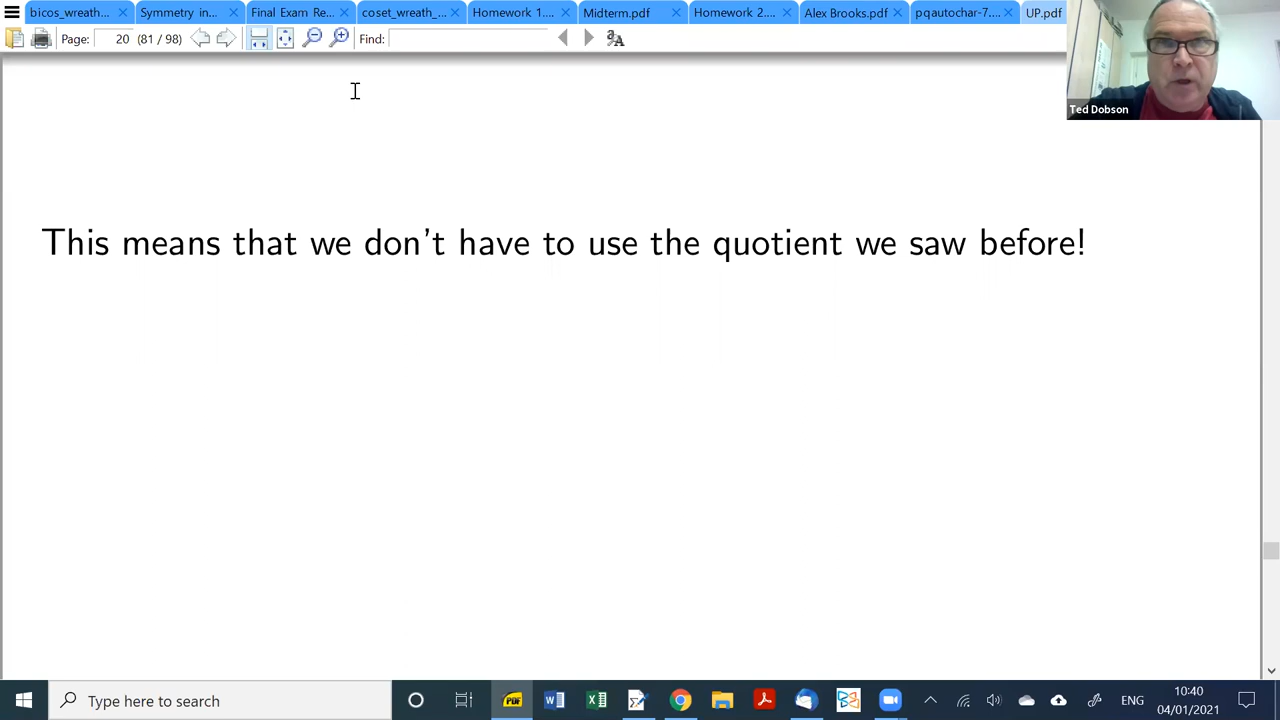 bicos_wreath... Symmetry in... Final Exam Re... coset_wreath_... Homework 1.... Midterm.pdf Homework 2.... Alex Brooks.pdf pqautochar-7.... UP.pdf
Page: 20 (81 / 98) Find:
Ted Dobson
This means that we don't have to use the quotient we saw before!
Type here to search
ENG
10:40
04/01/2021